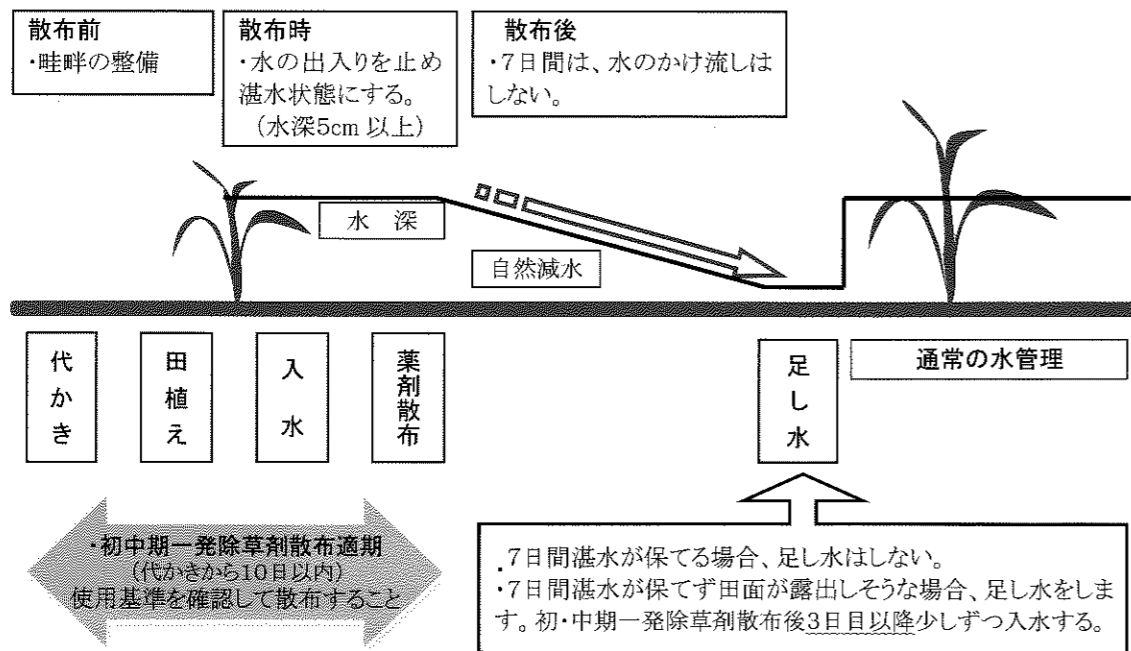 散布前
・畦畔の整備
散布時
・水の出入りを止め
湛水状態にする。
(水深5cm 以上)
散布後
・7日間は、水のかけ流しは
しない。
水 深
自然減水
代かき
田植え
入水
薬剤散布
足し水
通常の水管理
・初中期一発除草剤散布適期
(代かきから10日以内)
使用基準を確認して散布すること
・7日間湛水が保てる場合、足し水はしない。
・7日間湛水が保てず田面が露出しそうな場合、足し水をしま
す。初・中期一発除草剤散布後3日目以降少しずつ入水する。